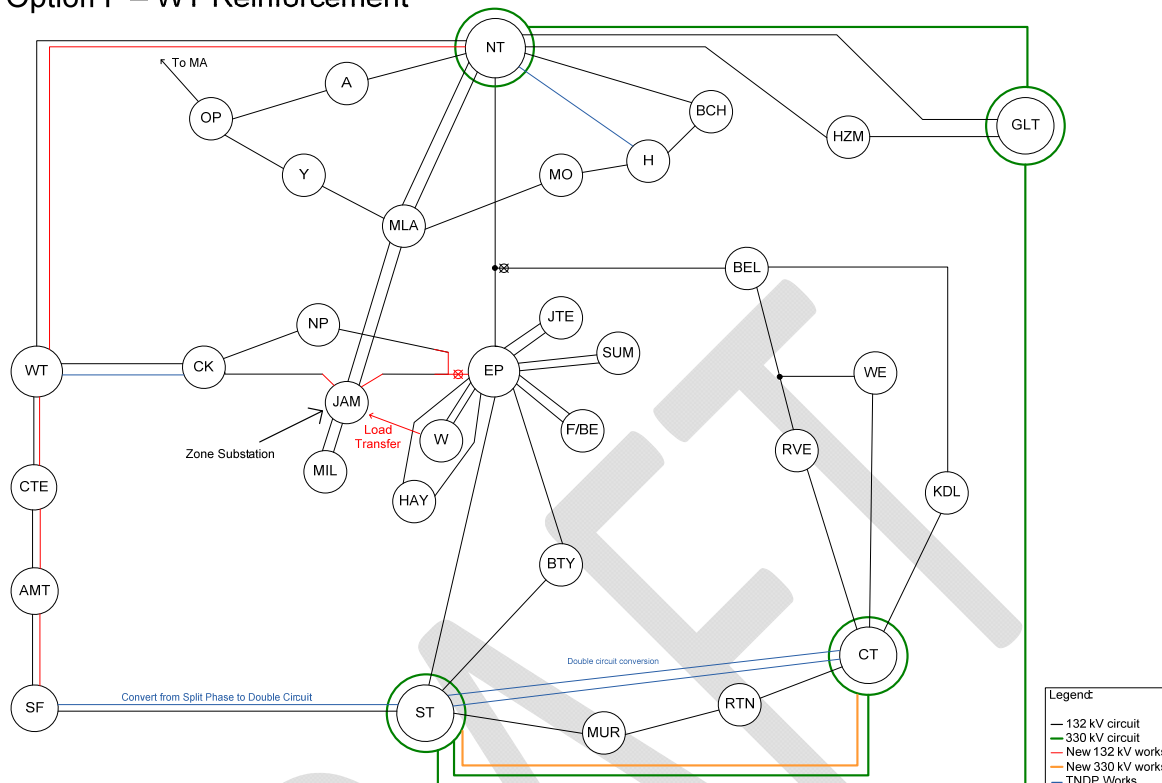 Option F – WT Reinforcement
NT
To MA
A
OP
BCH
GLT
HZM
H
Y
MO
MLA
BEL
NP
JTE
SUM
WT
CK
EP
WE
JAM
Load
Transfer
W
F/BE
Zone Substation
RVE
MIL
CTE
HAY
KDL
BTY
AMT
Double circuit conversion
CT
Convert from Split Phase to Double Circuit
SF
ST
RTN
MUR
Legend:
132 kV circuit
330 kV circuit
New 132 kV works
New 330 kV works
TNDP Works